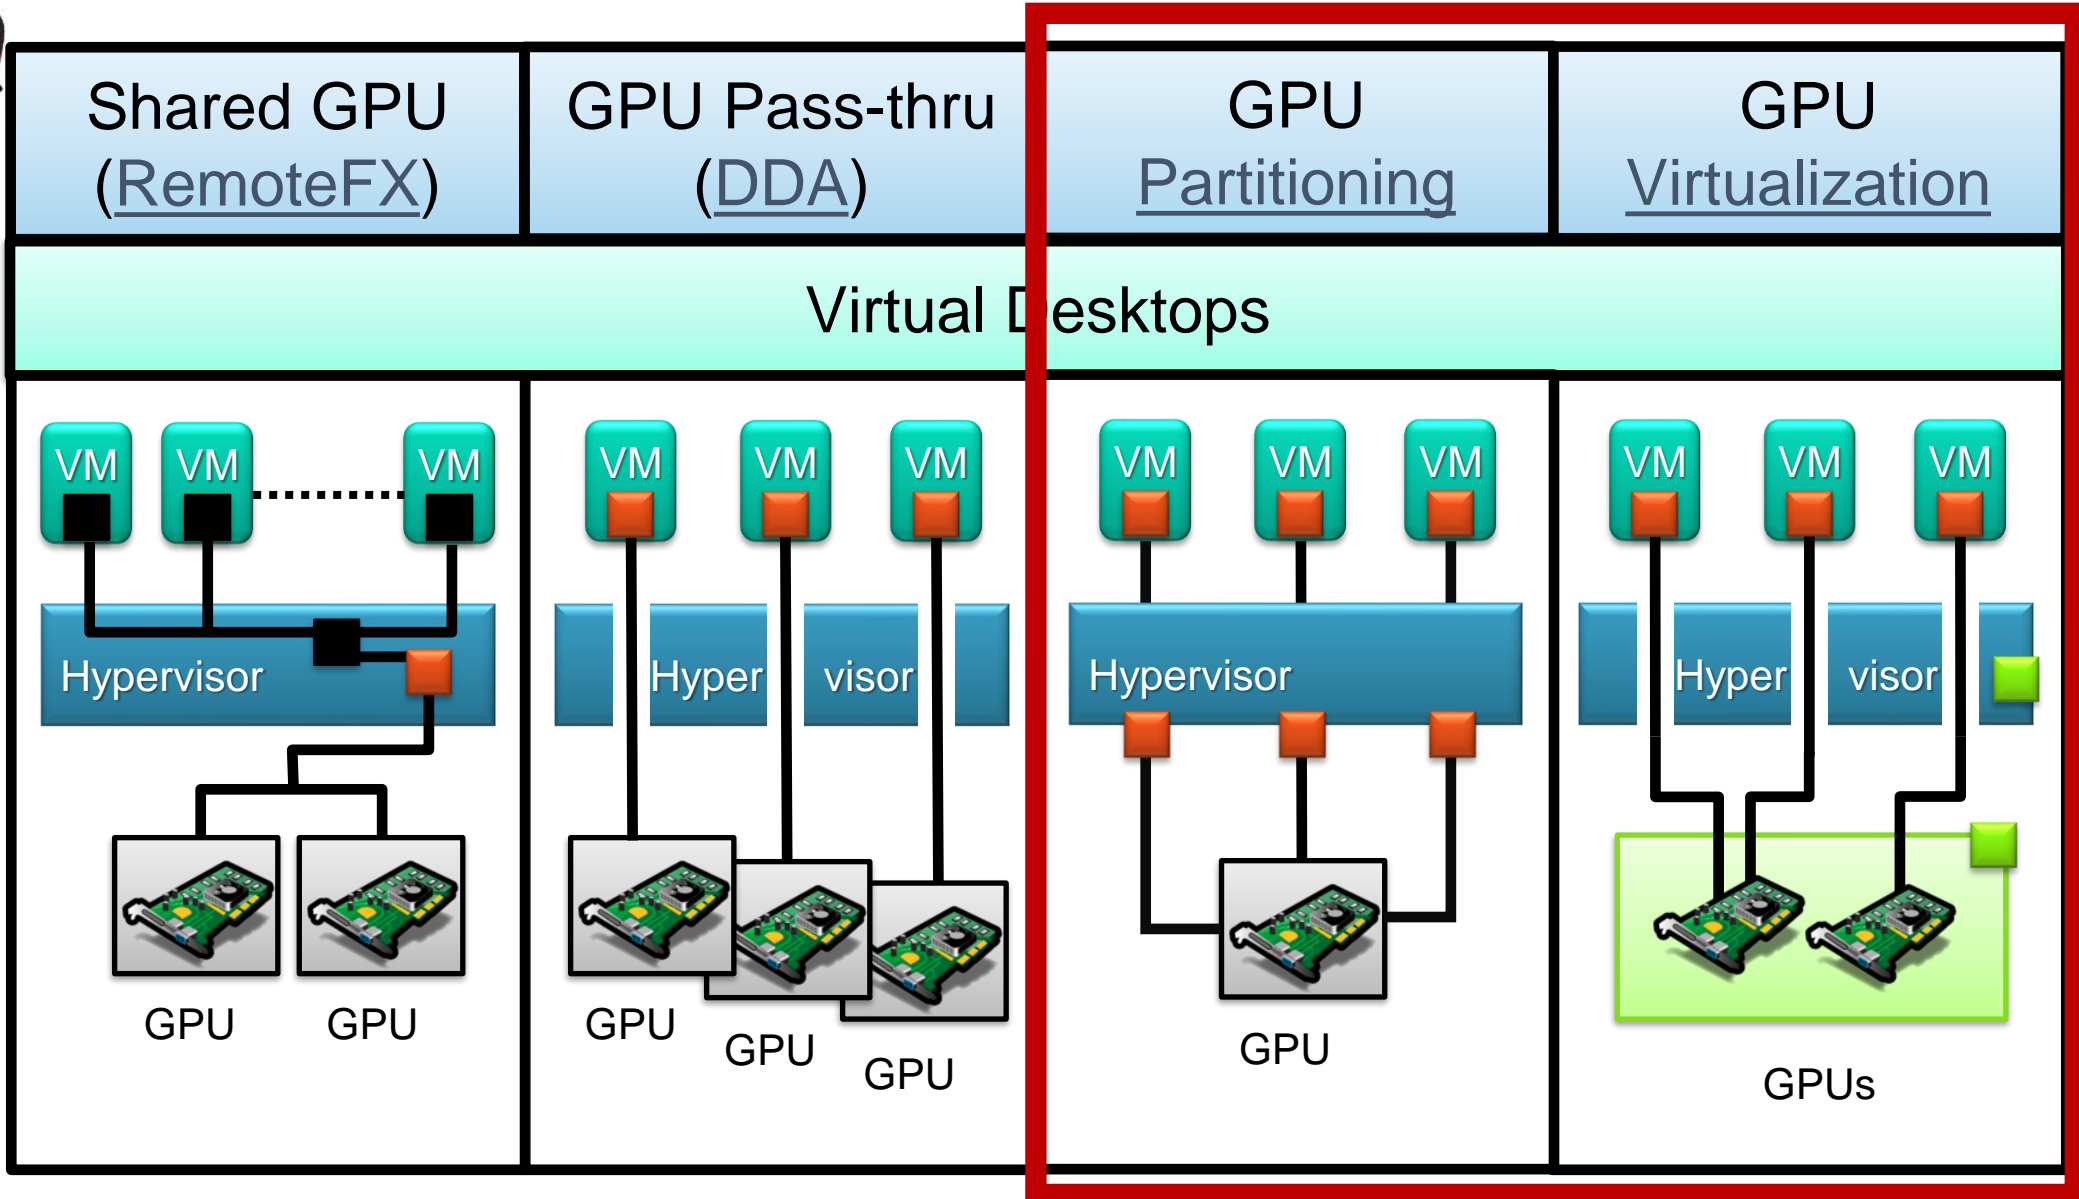 Shared GPU
(RemoteFX)
GPU Pass-thru
(DDA)
GPU
Partitioning
GPU
Virtualization
Virtual Desktops
VM VM VM
VM VM VM
VM VM VM
VM VM VM
Hypervisor
Hyper visor
Hypervisor
Hyper visor
GPU GPU
GPU
GPU
GPU
GPU
GPUs